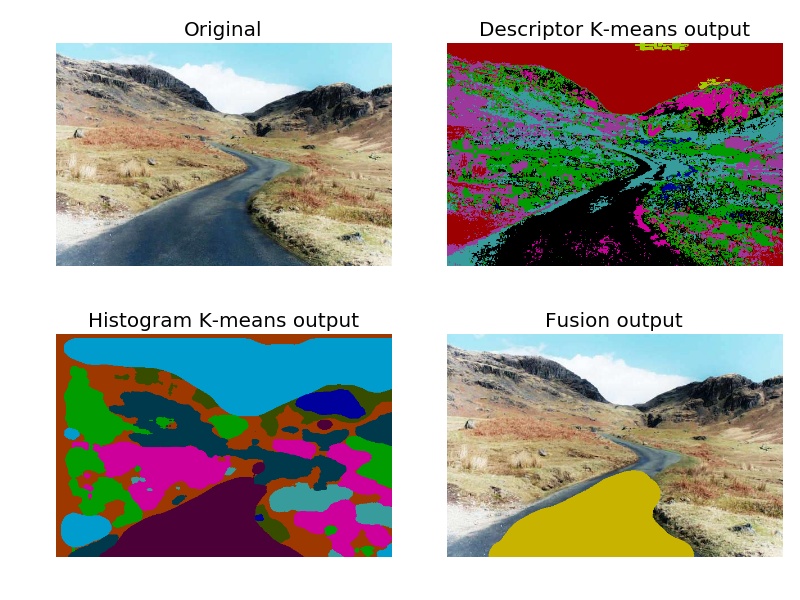 Original
Descriptor K-means output
Histogram K-means output
Fusion output